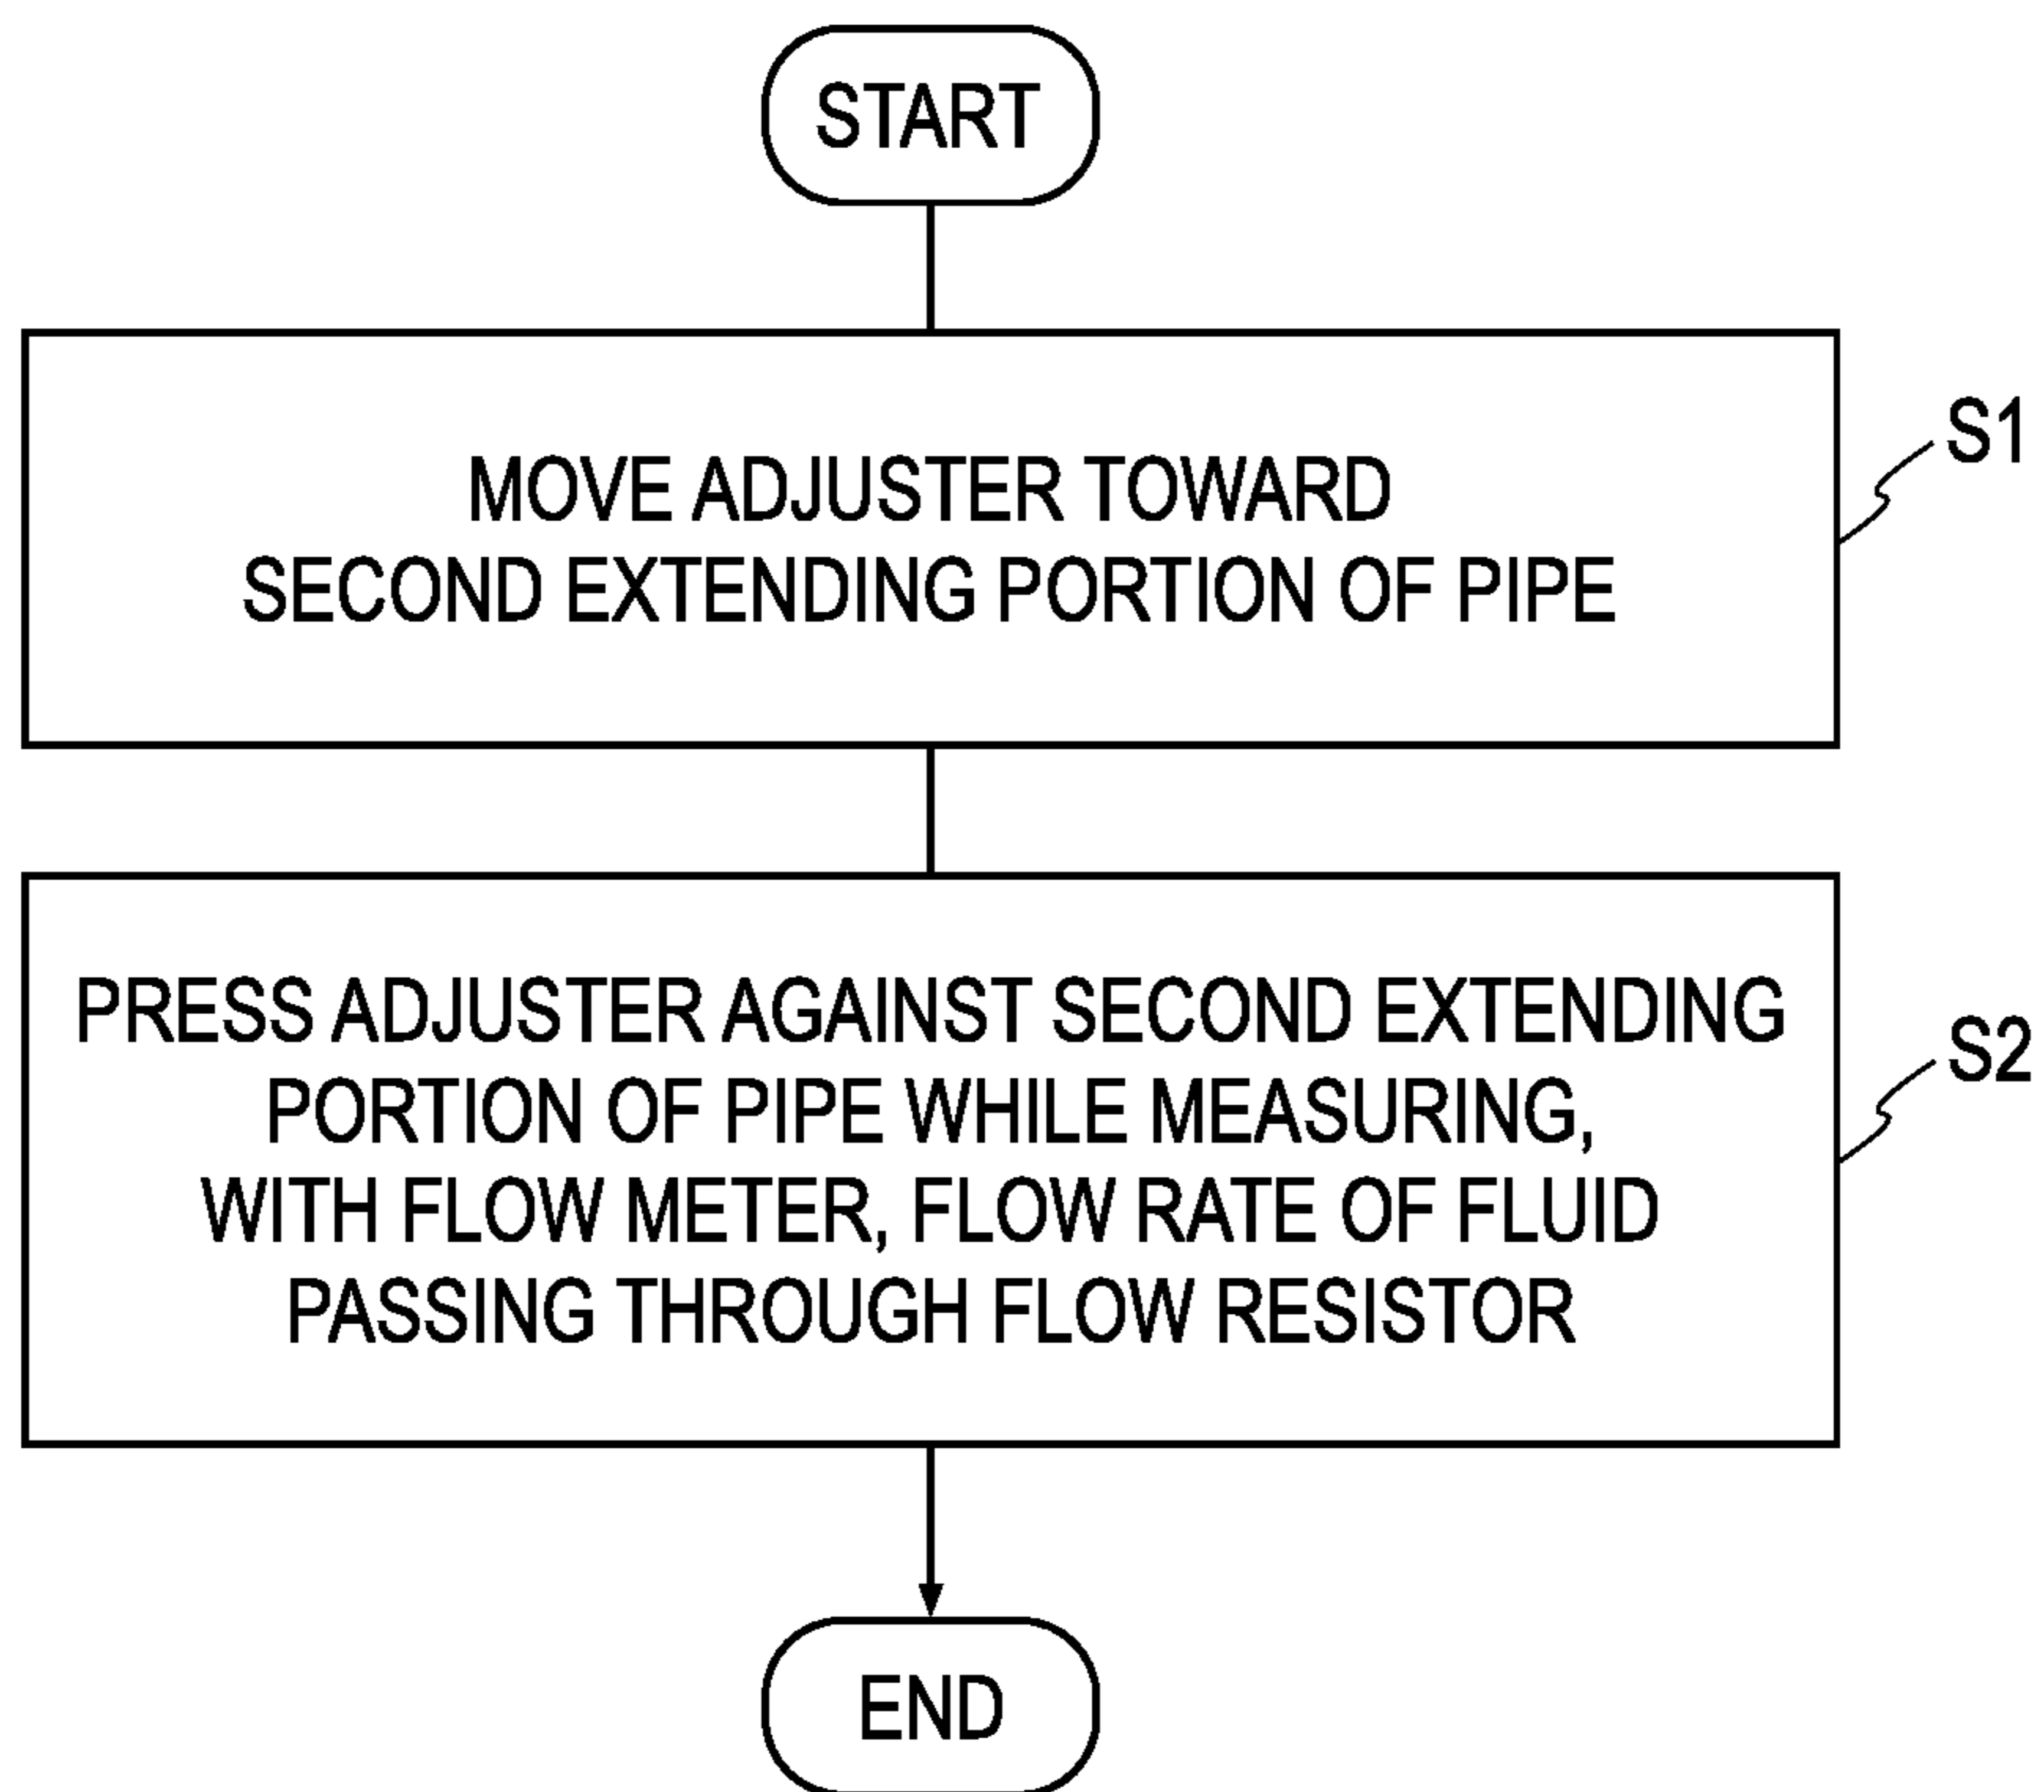 START
MOVE ADJUSTER TOWARD
SECOND EXTENDING PORTION OF PIPE
S1
PRESS ADJUSTER AGAINST SECOND EXTENDING
PORTION OF PIPE WHILE MEASURING,
WITH FLOW METER, FLOW RATE OF FLUID
PASSING THROUGH FLOW RESISTOR
S2
END